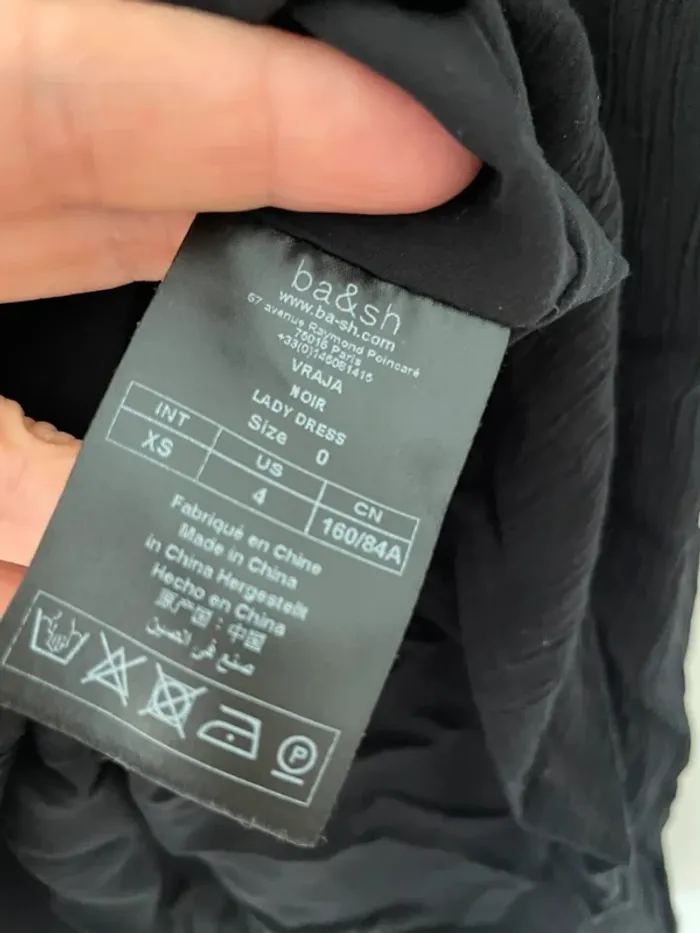 ba&sh
www.ba-sh.com
67 avenue Raymond Poincaré
75016 Paris
+33(0)145081415
VRAJA
NOIR
LADY DRESS
Size 0
INT US CN
XS 4 160/84A
Fabriqué en Chine
Made in China
in China Hergestellt
Hecho en China
原产国：中国
صنع في الصين
P